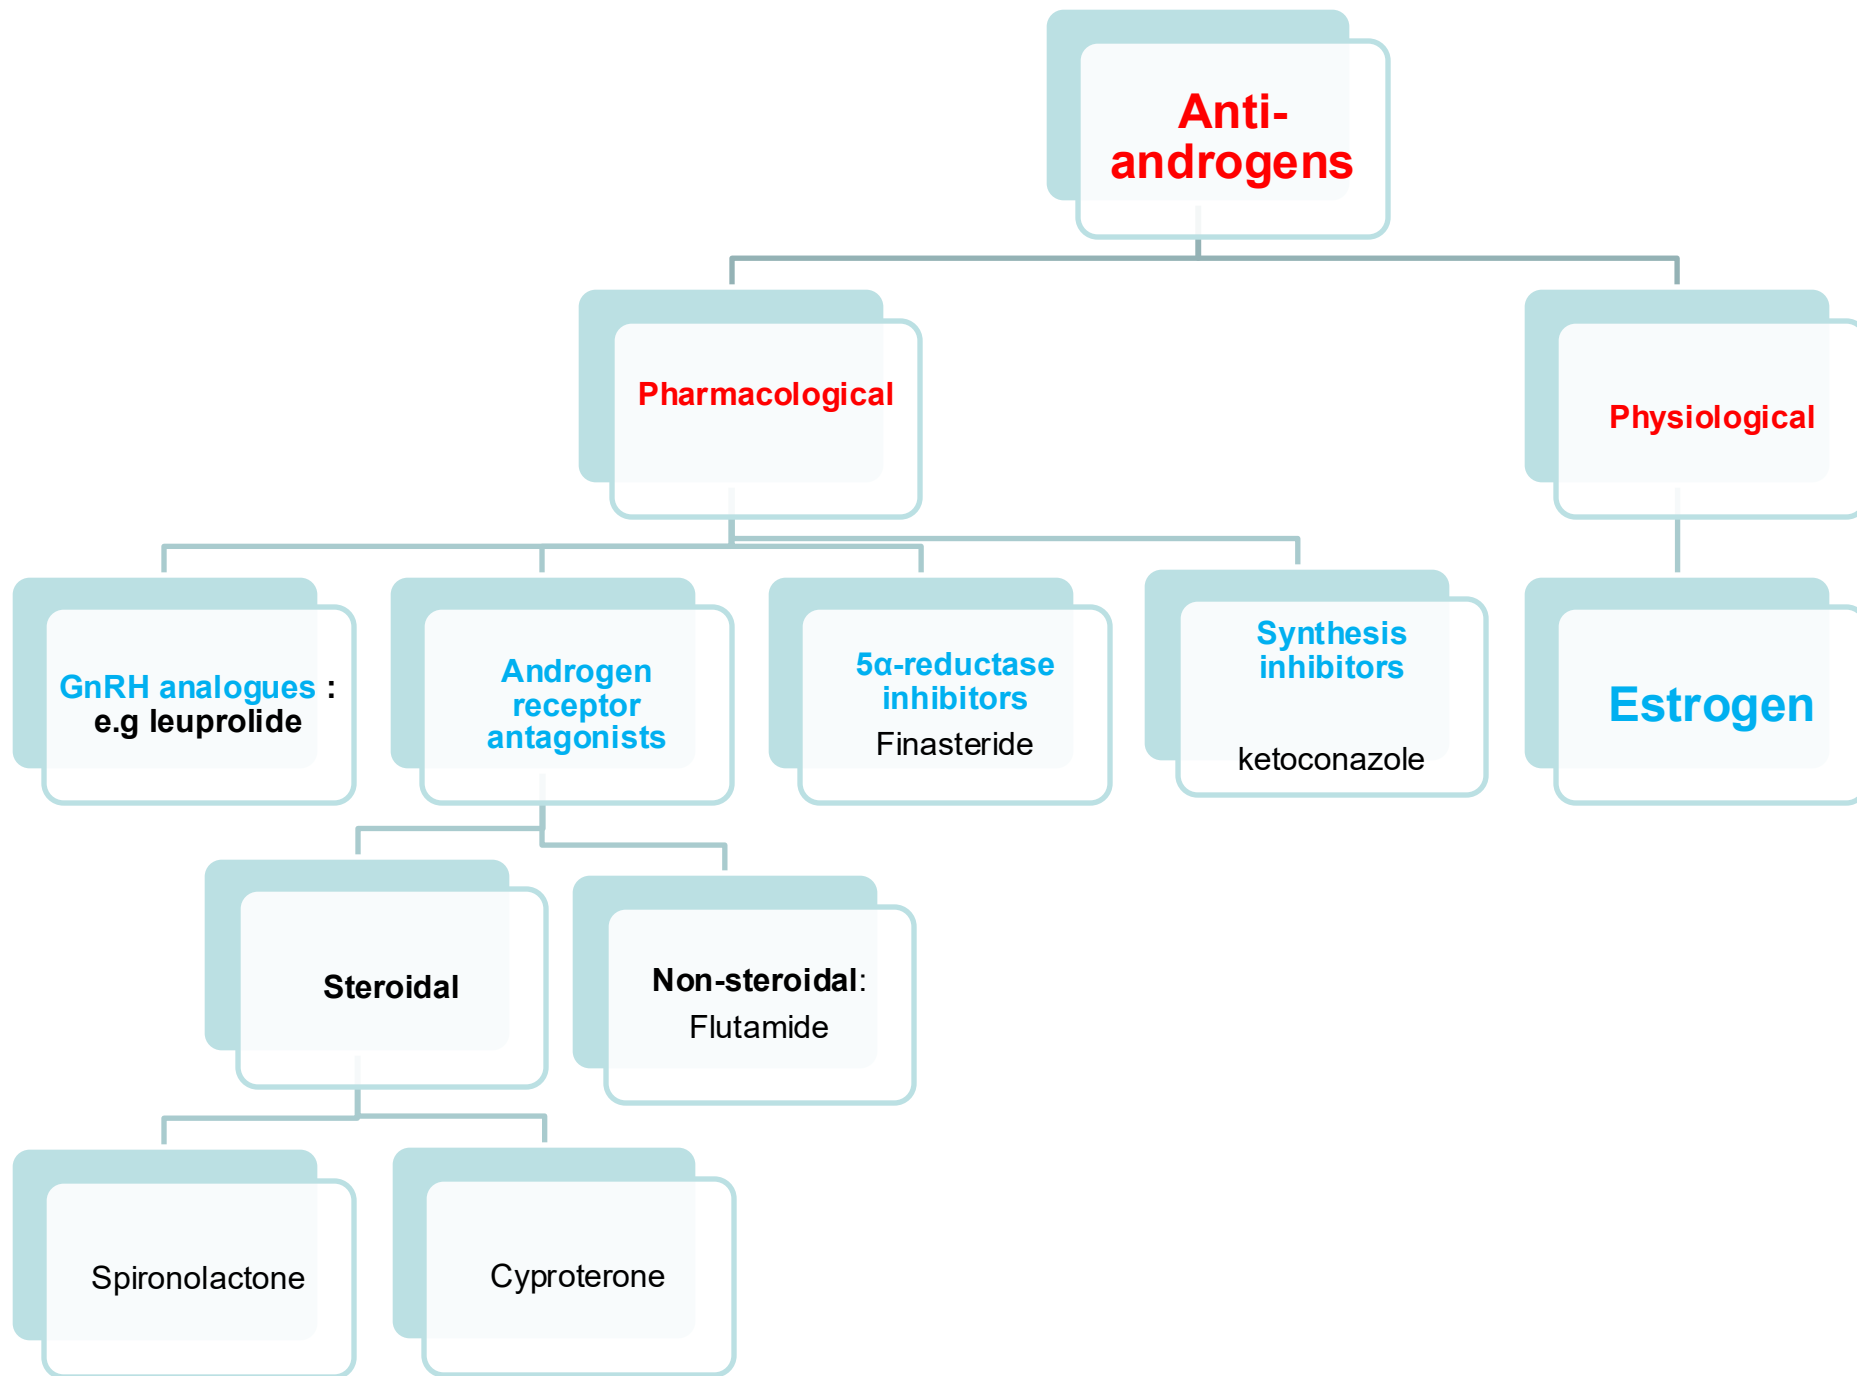 Anti-
androgens
Pharmacological
Physiological
GnRH analogues :
e.g leuprolide
Androgen
receptor
antagonists
5α-reductase
inhibitors
Finasteride
Synthesis
inhibitors
ketoconazole
Estrogen
Steroidal
Non-steroidal:
Flutamide
Spironolactone
Cyproterone